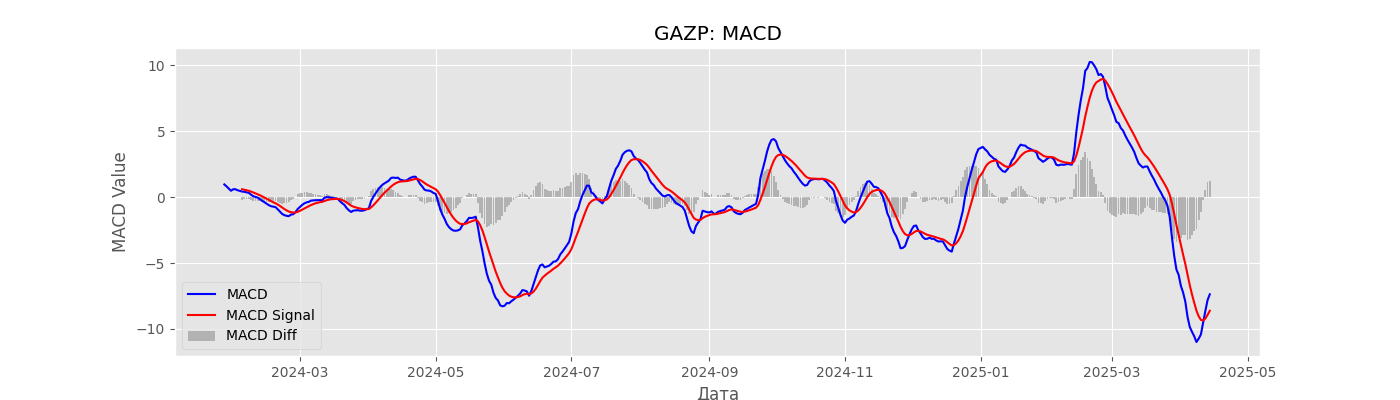 GAZP: MACD
MACD Value
10
5
0
−5
−10
MACD
MACD Signal
MACD Diff
2024-03 2024-05 2024-07 2024-09 2024-11 2025-01 2025-03 2025-05
Дата